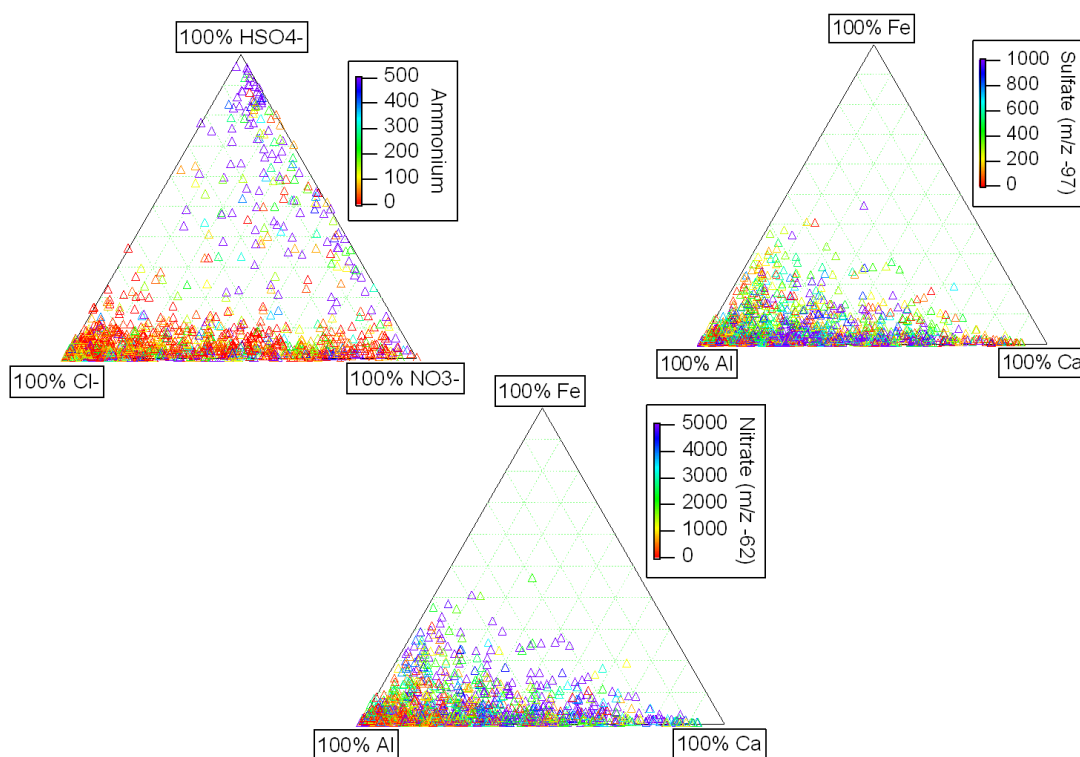 100% HSO4-
500
400
300
200
100
0
Ammonium
100% Cl-
100% NO3-
100% Fe
1000
800
600
400
200
0
Sulfate (m/z -97)
100% Al
100% Ca
100% Fe
5000
4000
3000
2000
1000
0
Nitrate (m/z -62)
100% Al
100% Ca